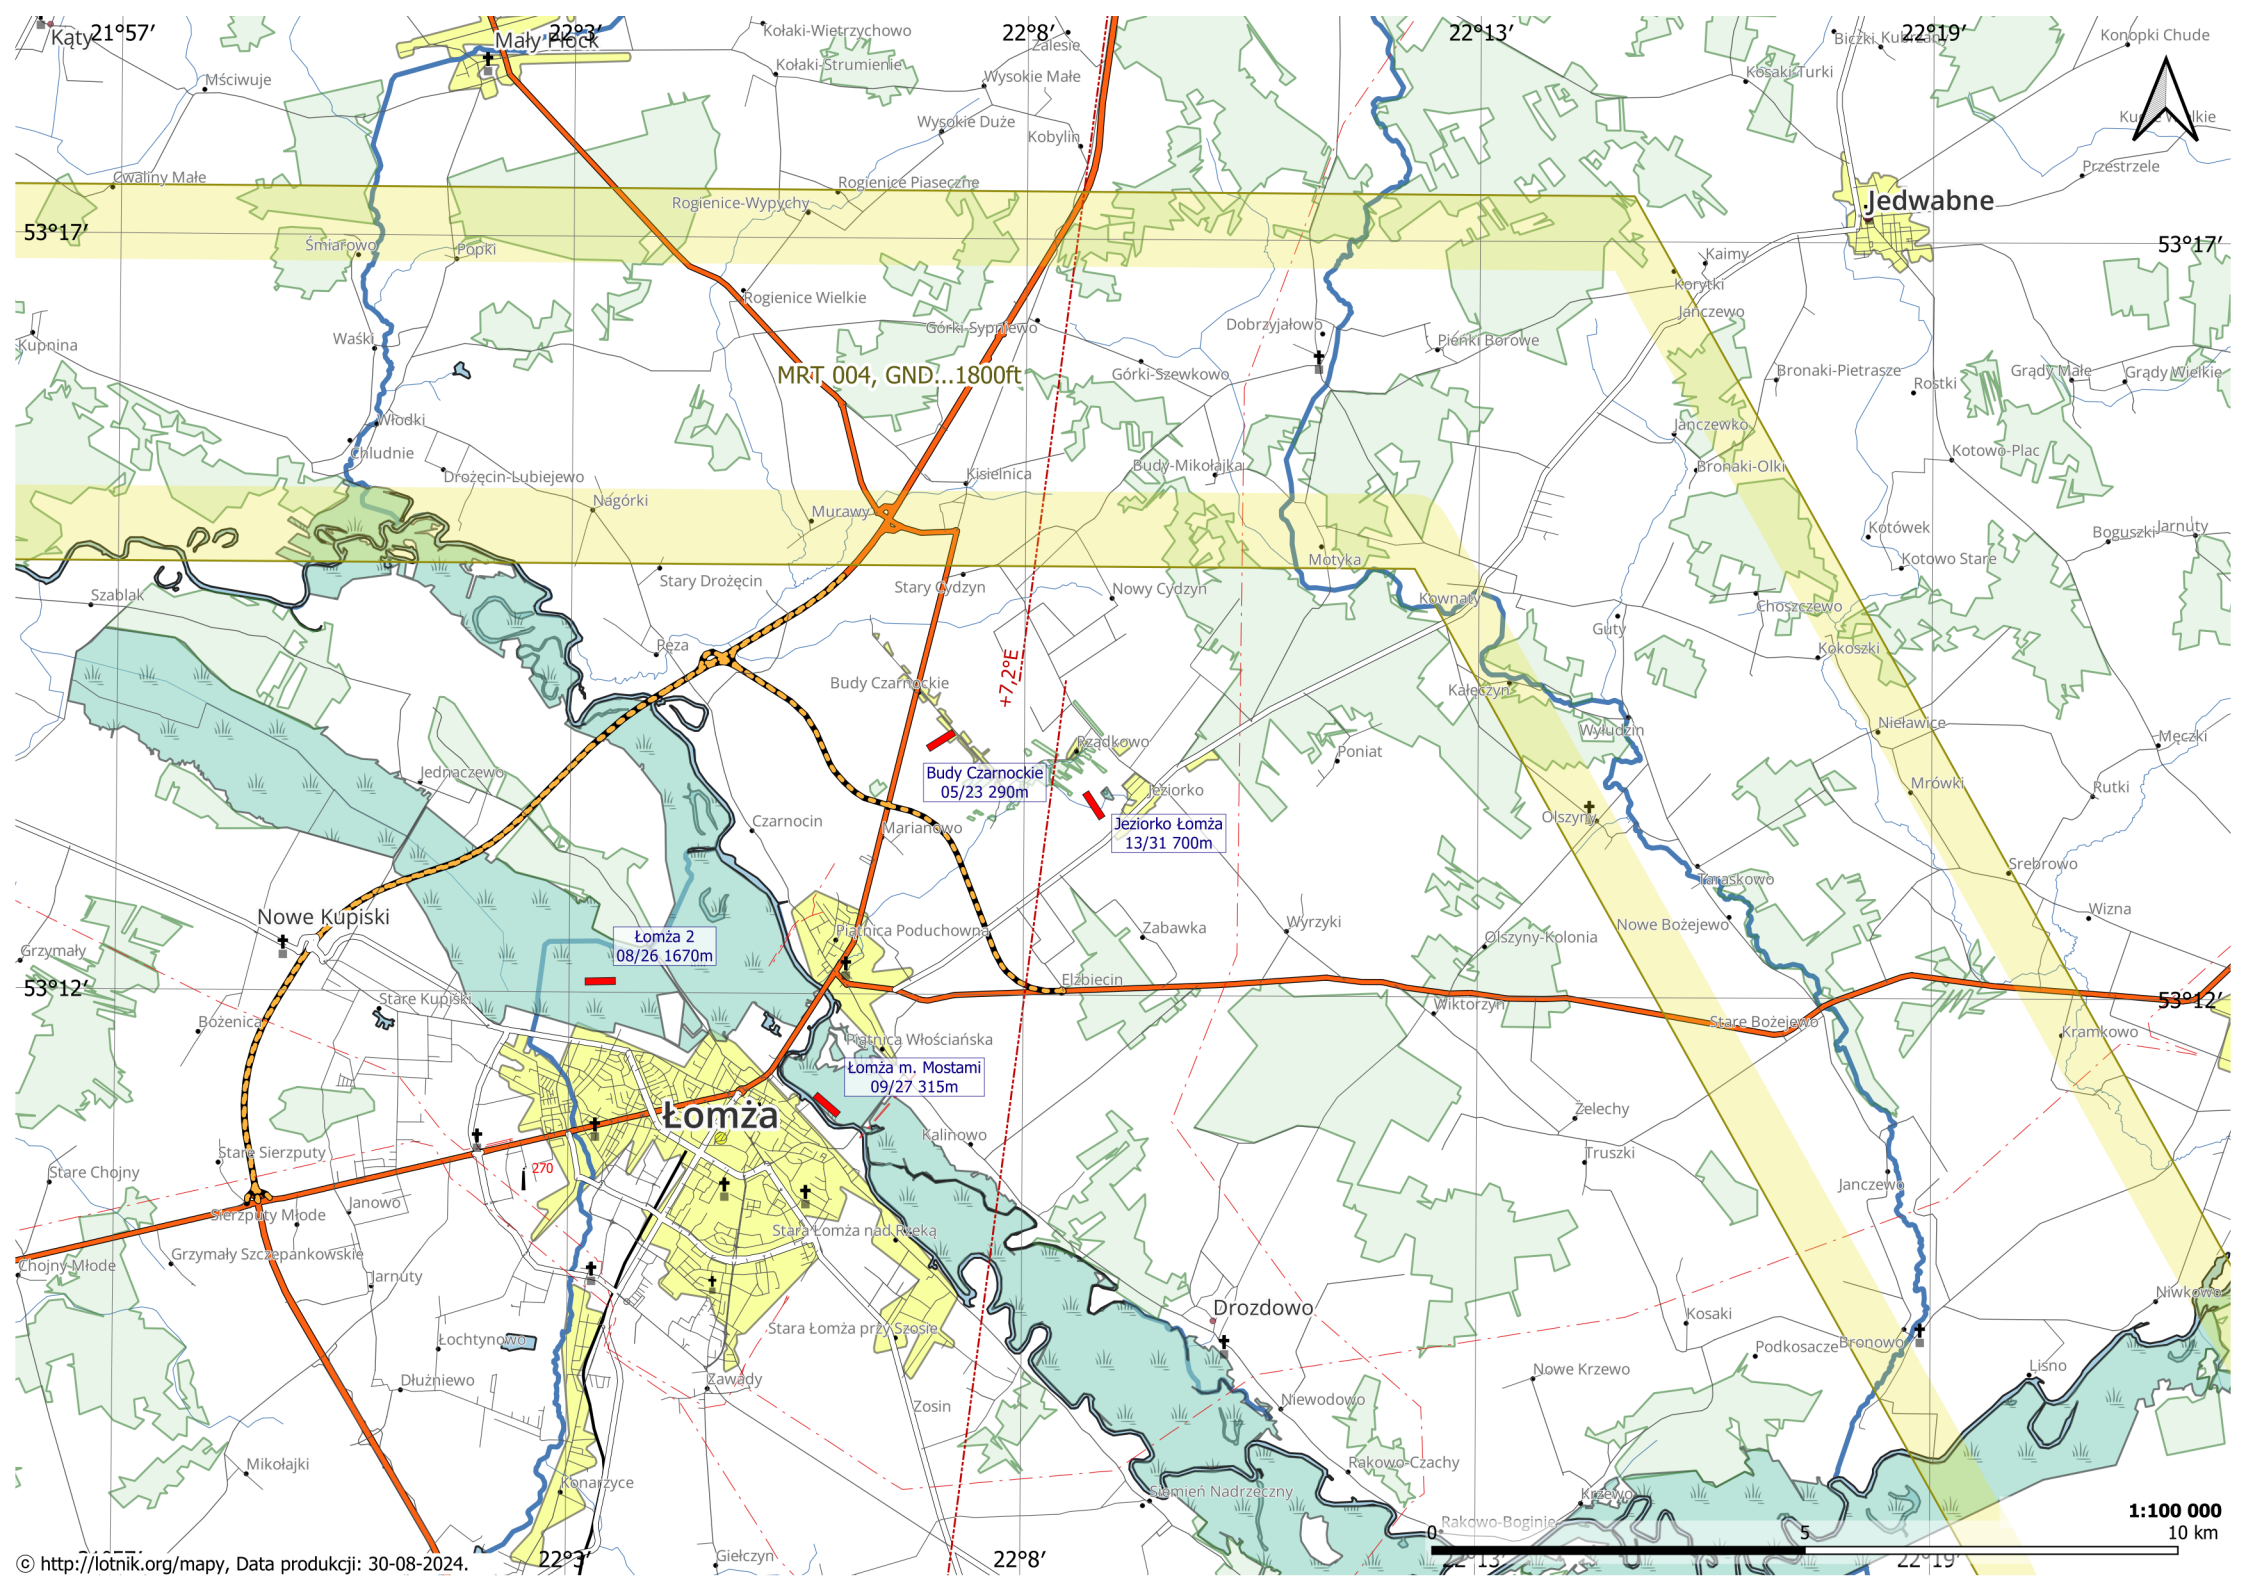 21°57′
22°3′
22°8′
22°13′
22°19′
Kąty
Mały Płock
Kołaki-Wietrzychowo
Zalesie
Biczki
Kubrzany
Konopki Chude
Mściwuje
Kołaki-Strumienie
Wysokie Małe
Kosaki-Turki
Wysokie Duże
Kobylin
Przestrzele
Cwaliny Małe
Rogienice Piaseczne
Rogienice-Wypychy
Jedwabne
53°17′
53°17′
Śmiarowo
Popki
Kaimy
Korytki
Rogienice Wielkie
Janczewo
Górki-Sypniewo
Dobrzyjałowo
Kupnina
Waśki
Pieńki Borowe
MRT 004, GND...1800ft
Górki-Szewkowo
Bronaki-Pietrasze
Rostki
Grądy Małe
Grądy Wielkie
Włodki
Janczewko
Chludnie
Kotowo-Plac
Drożęcin-Lubiejewo
Kisielnica
Budy-Mikołajka
Bronaki-Olki
Nagórki
Murawy
Kotówek
Boguszki
Jarnuty
Motyka
Kotowo Stare
Stary Drożęcin
Stary Cydzyn
Nowy Cydzyn
Szablak
Kownaty
Choszczewo
Guty
Pęza
Kokoszki
+7,2°E
Budy Czarnockie
Kałęczyn
Nieławice
Wyłudzin
Męczki
Rządkowo
Poniat
Jednaczewo
Budy Czarnockie
05/23 290m
Jeziorko
Mrówki
Rutki
Czarnocin
Marianowo
Jeziorko Łomża
13/31 700m
Olszyny
Srebrowo
Taraskowo
Nowe Kupiski
Wizna
Piątnica Poduchowna
Zabawka
Wyrzyki
Nowe Bożejewo
Łomża 2
08/26 1670m
Olszyny-Kolonia
Grzymały
53°12′
Elżbiecin
53°12′
Stare Kupiski
Wiktorzyn
Bożenica
Stare Bożejewo
Kramkowo
Piątnica Włościańska
Łomża m. Mostami
09/27 315m
Łomża
Żelechy
Kalinowo
Stare Sierzputy
Truszki
Stare Chojny
270
Janczewo
Janowo
Sierzputy Młode
Stara Łomża nad Rzeką
Grzymały Szczepankowskie
Chojny Młode
Jarnuty
Niwkowo
Drozdowo
Kosaki
Łochtynowo
Stara Łomża przy Szosie
Podkosacze
Bronowo
Lisno
Dłużniewo
Zawady
Nowe Krzewo
Zosin
Niewodowo
Mikołajki
Rakowo-Czachy
Konarzyce
Siemień Nadrzeczny
Krzewo
Rakowo-Boginie
1:100 000
0
5
10 km
© http://lotnik.org/mapy, Data produkcji: 30-08-2024.
22°3′
Giełczyn
22°8′
22°13′
22°19′